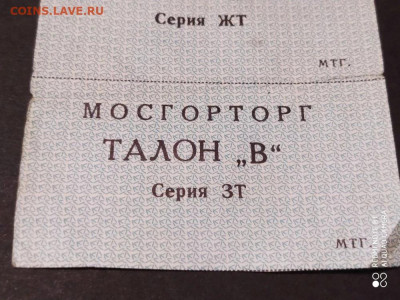 COINS.LAVE.RU
Серия ЖТ
МТГ.
МОСГОРТОРГ
ТАЛОН „В“
Серия ЗТ
МТГ.